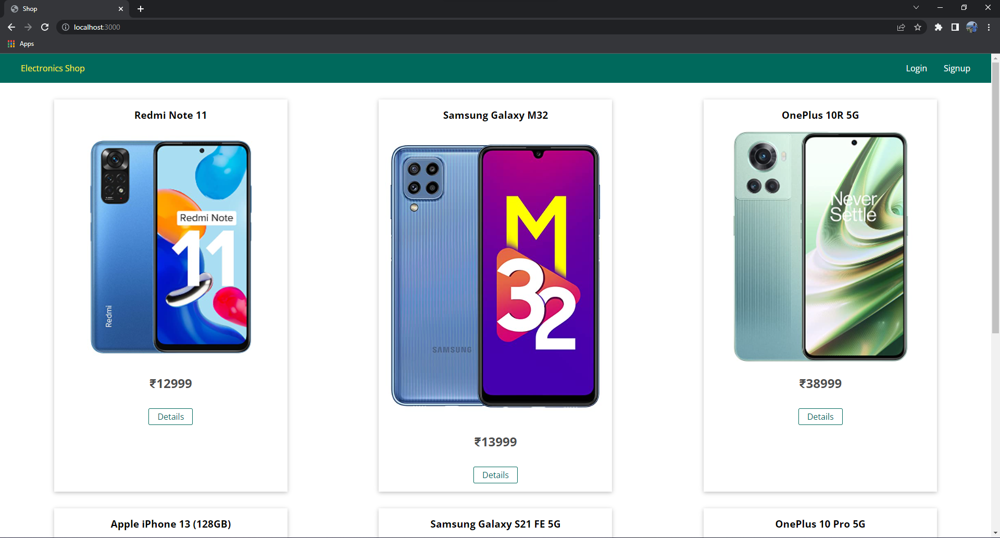 Shop
localhost:3000
Apps
Electronics Shop
Login
Signup
Redmi Note 11
Redmi
Redmi Note
11
₹12999
Details
Samsung Galaxy M32
SAMSUNG
M
32
₹13999
Details
OnePlus 10R 5G
Never
Settle
₹38999
Details
Apple iPhone 13 (128GB)
Samsung Galaxy S21 FE 5G
OnePlus 10 Pro 5G